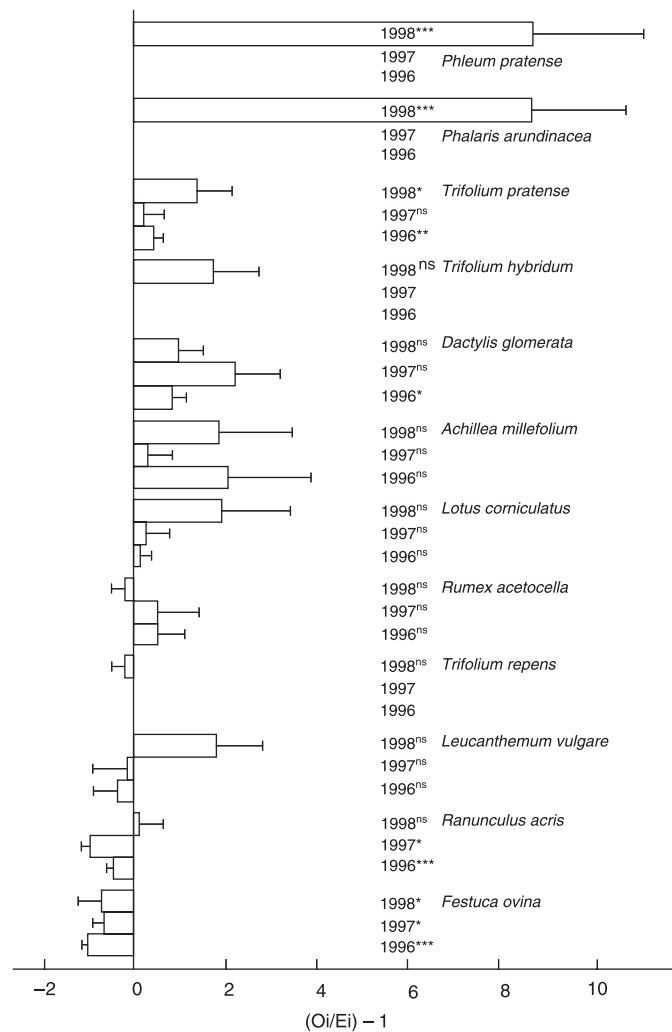 1998***
1997 Phleum pratense
1996
1998***
1997 Phalaris arundinacea
1996
1998* Trifolium pratense
1997ns
1996**
1998ns Trifolium hybridum
1997
1996
1998ns Dactylis glomerata
1997ns
1996*
1998ns Achillea millefolium
1997ns
1996ns
1998ns Lotus corniculatus
1997ns
1996ns
1998ns Rumex acetocella
1997ns
1996ns
1998ns Trifolium repens
1997
1996
1998ns Leucanthemum vulgare
1997ns
1996ns
1998ns Ranunculus acris
1997*
1996***
1998* Festuca ovina
1997*
1996***
−2 0 2 4 6 8 10
(Oi/Ei) – 1